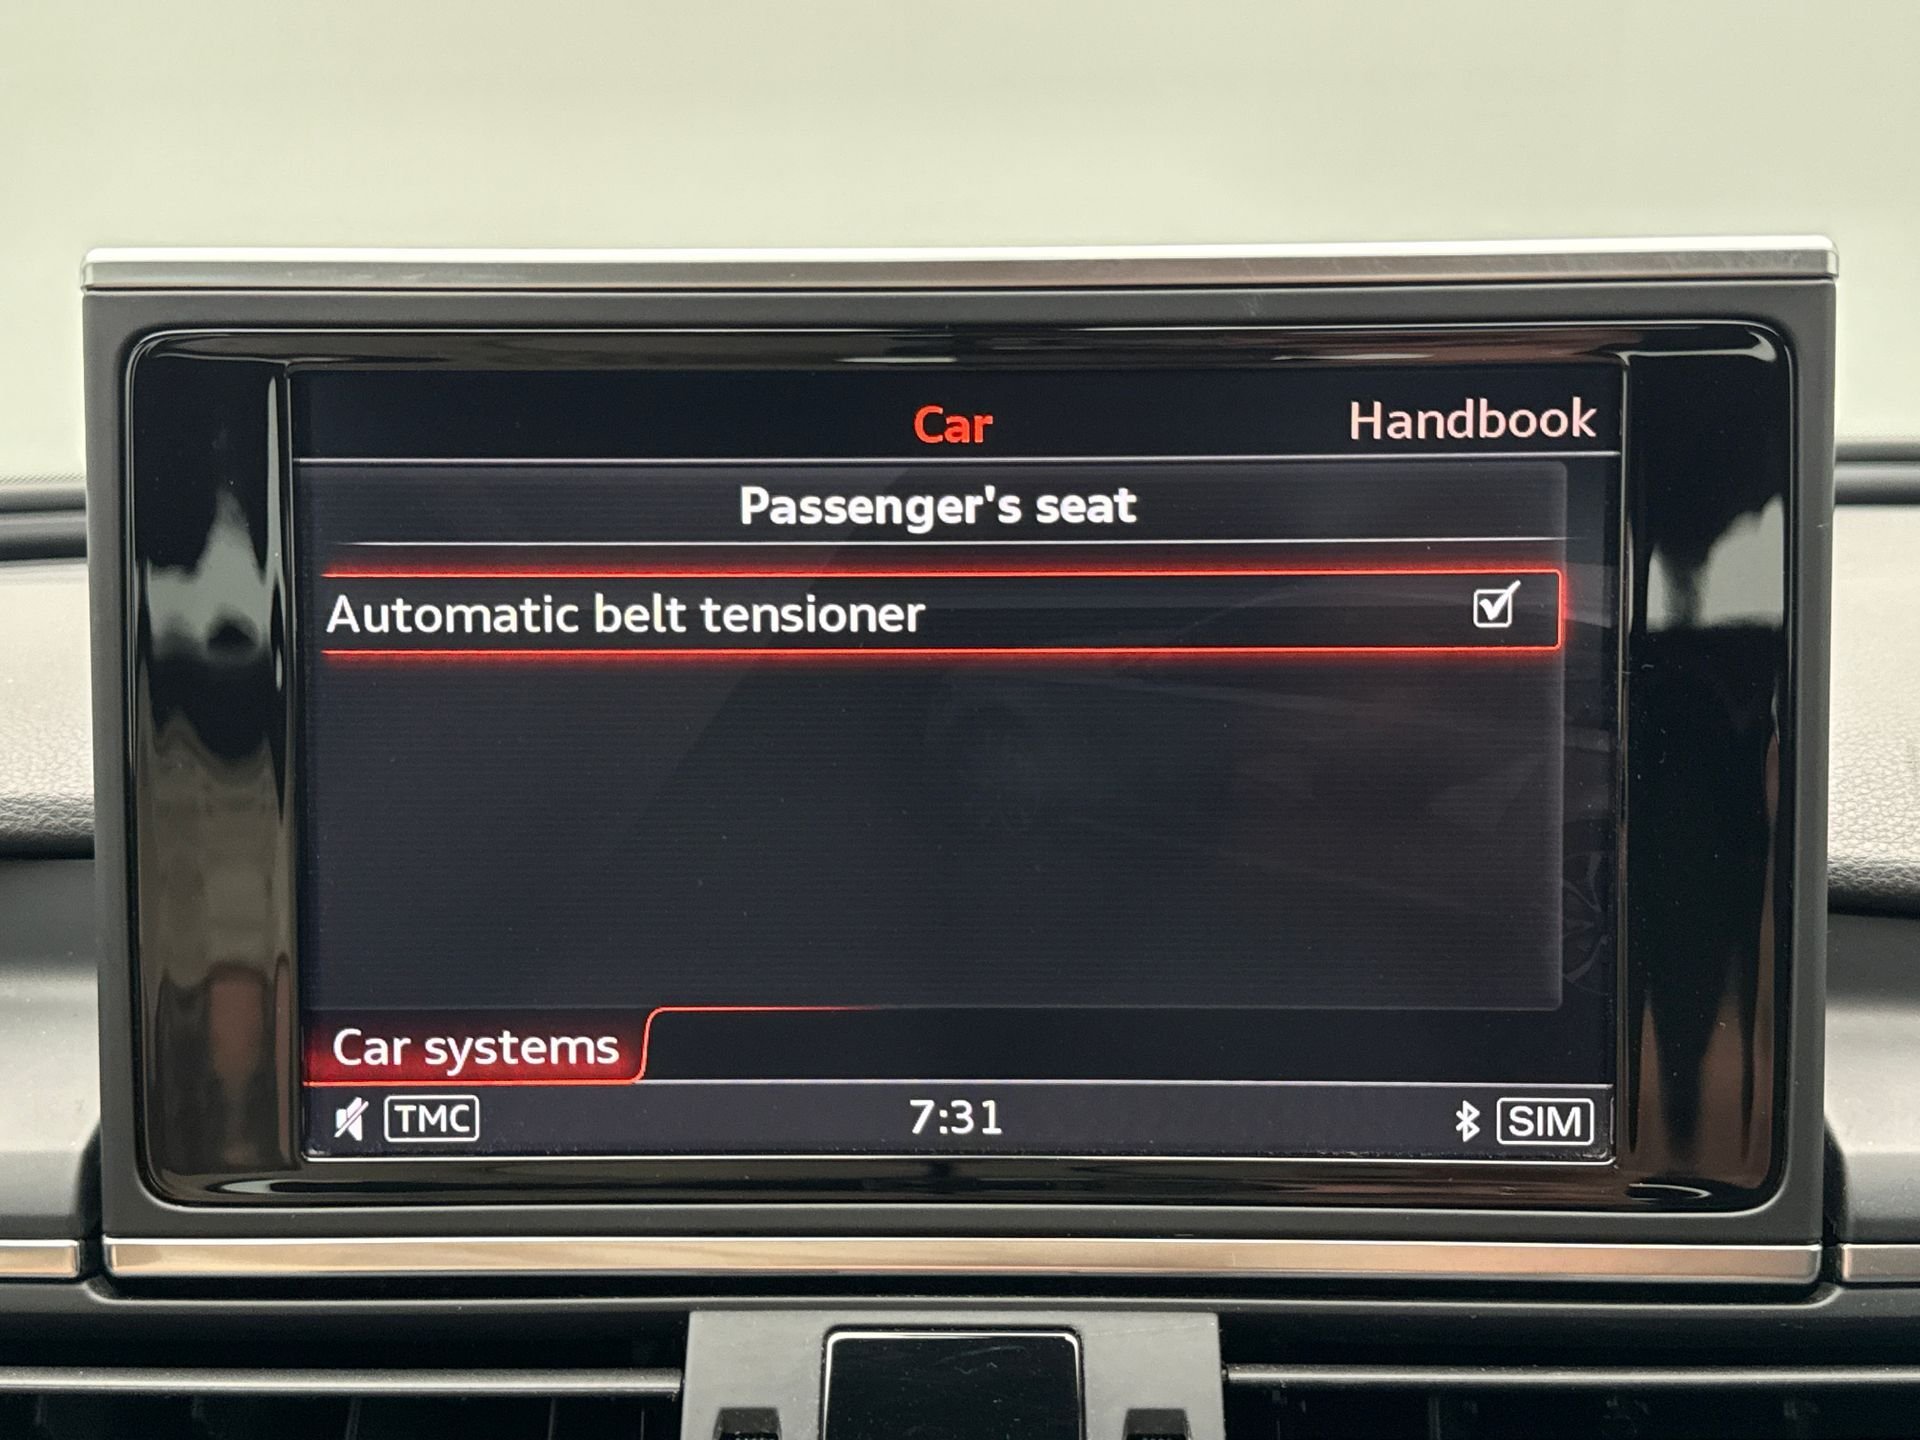 Car
Handbook
Passenger's seat
Automatic belt tensioner
Car systems
TMC
7:31
SIM